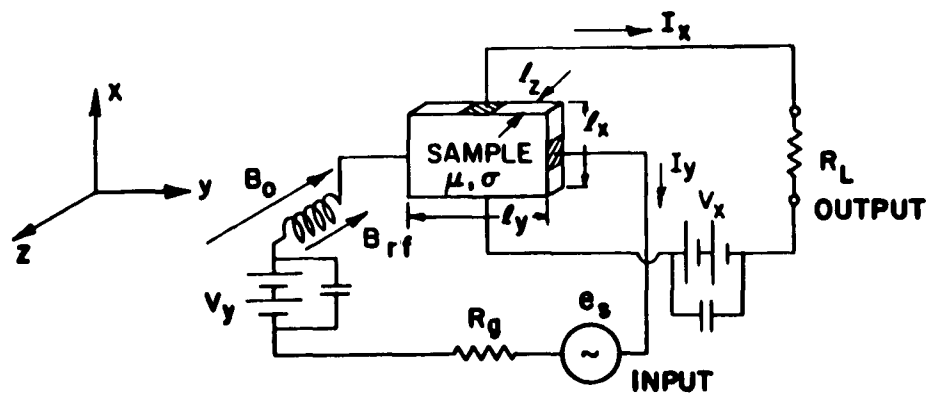 I_x
x
l_z
l_x
SAMPLE
μ, σ
R_L
B_o
y
I_y
V_x
OUTPUT
z
B_rf
l_y
V_y
e_s
R_g
~
INPUT